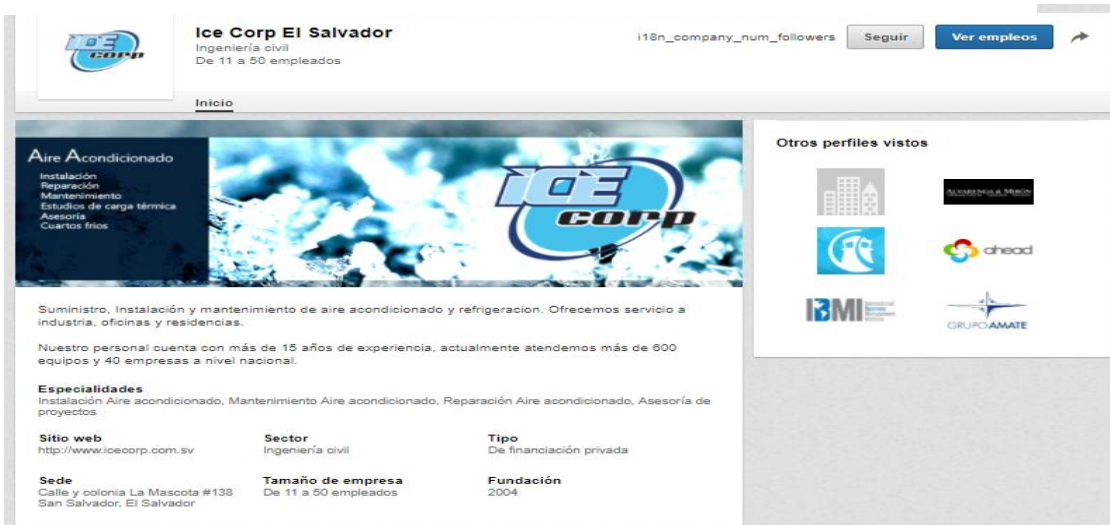 ICE
corp
Ice Corp El Salvador
Ingeniería civil
De 11 a 50 empleados
i18n_company_num_followers
Seguir
Ver empleos
Inicio
Aire Acondicionado
Instalación
Reparación
Mantenimiento
Estudios de carga térmica
Asesoría
Cuartos fríos
ICE
corp
Suministro, Instalación y mantenimiento de aire acondicionado y refrigeracion. Ofrecemos servicio a
industria, oficinas y residencias.
Nuestro personal cuenta con más de 15 años de experiencia, actualmente atendemos más de 600
equipos y 40 empresas a nivel nacional.
Especialidades
Instalación Aire acondicionado, Mantenimiento Aire acondicionado, Reparación Aire acondicionado, Asesoría de
proyectos
Sitio web
http://www.icecorp.com.sv
Sector
Ingeniería civil
Tipo
De financiación privada
Sede
Calle y colonia La Mascota #138
San Salvador, El Salvador
Tamaño de empresa
De 11 a 50 empleados
Fundación
2004
Otros perfiles vistos
ALVARENGA & MIRÓN
ahead
IBMI
GRUPO AMATE